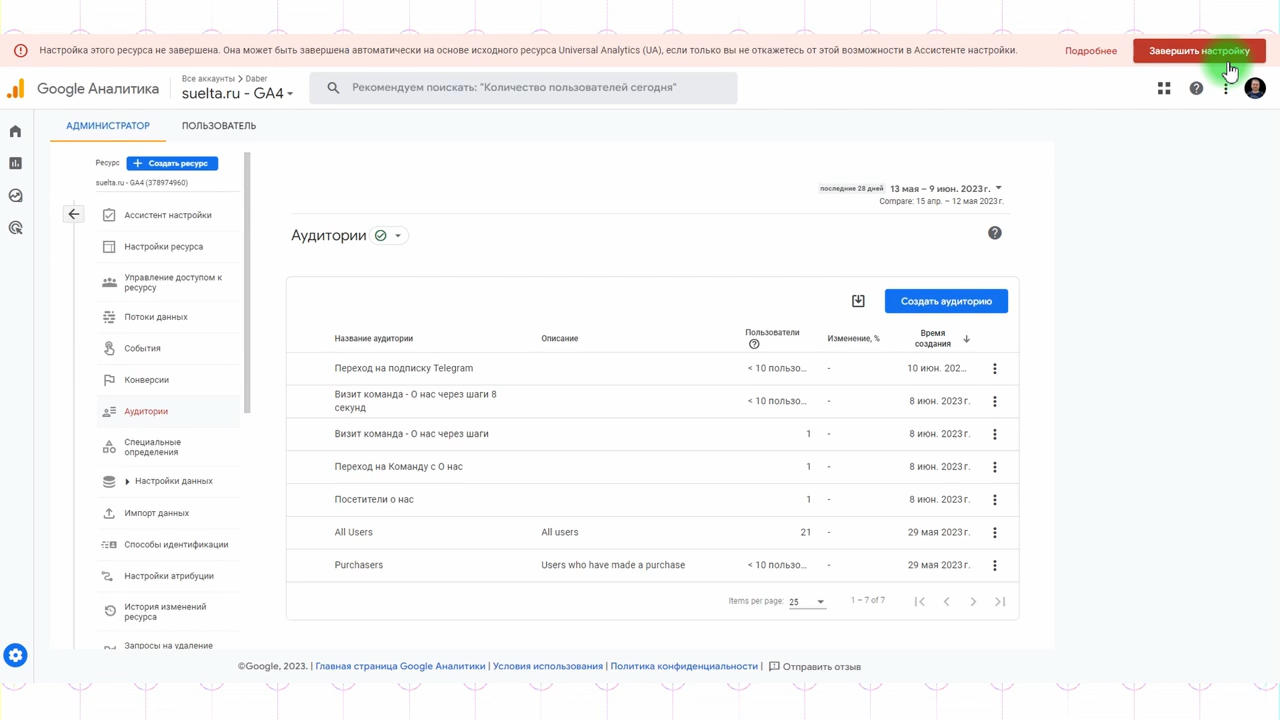 Настройка этого ресурса не завершена. Она может быть завершена автоматически на основе исходного ресурса Universal Analytics (UA), если только вы не откажетесь от этой возможности в Ассистенте настройки.
Подробнее
Завершить настройку
Google Аналитика
Все аккаунты > Daber
suelta.ru - GA4
Рекомендуем поискать: "Количество пользователей сегодня"
АДМИНИСТРАТОР
ПОЛЬЗОВАТЕЛЬ
Ресурс
+ Создать ресурс
suelta.ru - GA4 (378974960)
Ассистент настройки
Настройки ресурса
Управление доступом к
ресурсу
Потоки данных
События
Конверсии
Аудитории
Специальные
определения
Настройки данных
Импорт данных
Способы идентификации
Настройки атрибуции
История изменений
ресурса
Запросы на удаление
последние 28 дней 13 мая – 9 июн. 2023 г.
Compare: 15 апр. – 12 мая 2023 г.
Аудитории
Создать аудиторию
Название аудитории
Описание
Пользователи
Изменение, %
Время
создания
Переход на подписку Telegram
< 10 пользо...
-
10 июн. 202...
Визит команда - О нас через шаги 8
секунд
< 10 пользо...
-
8 июн. 2023 г.
Визит команда - О нас через шаги
1
-
8 июн. 2023 г.
Переход на Команду с О нас
1
-
8 июн. 2023 г.
Посетители о нас
1
-
8 июн. 2023 г.
All Users
All users
21
-
29 мая 2023 г.
Purchasers
Users who have made a purchase
< 10 пользо...
-
29 мая 2023 г.
Items per page: 25
1 – 7 of 7
©Google, 2023. | Главная страница Google Аналитики | Условия использования | Политика конфиденциальности | Отправить отзыв